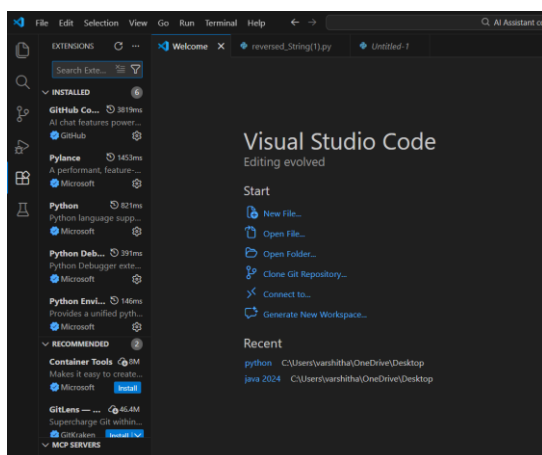 File Edit Selection View Go Run Terminal Help
AI Assistant co
EXTENSIONS
Welcome
reversed_String(1).py
Untitled-1
Search Exte...
INSTALLED 6
GitHub Co... 3819ms
AI chat features power...
GitHub
Pylance 1453ms
A performant, feature-...
Microsoft
Python 821ms
Python language supp...
Microsoft
Python Deb... 391ms
Python Debugger exte...
Microsoft
Python Envi... 146ms
Provides a unified pyth...
Microsoft
RECOMMENDED 2
Container Tools 8M
Makes it easy to create...
Microsoft Install
GitLens — ... 46.4M
Supercharge Git within...
GitKraken Install
MCP SERVERS
Visual Studio Code
Editing evolved
Start
New File...
Open File...
Open Folder...
Clone Git Repository...
Connect to...
Generate New Workspace...
Recent
python C:\Users\varshitha\OneDrive\Desktop
java 2024 C:\Users\varshitha\OneDrive\Desktop